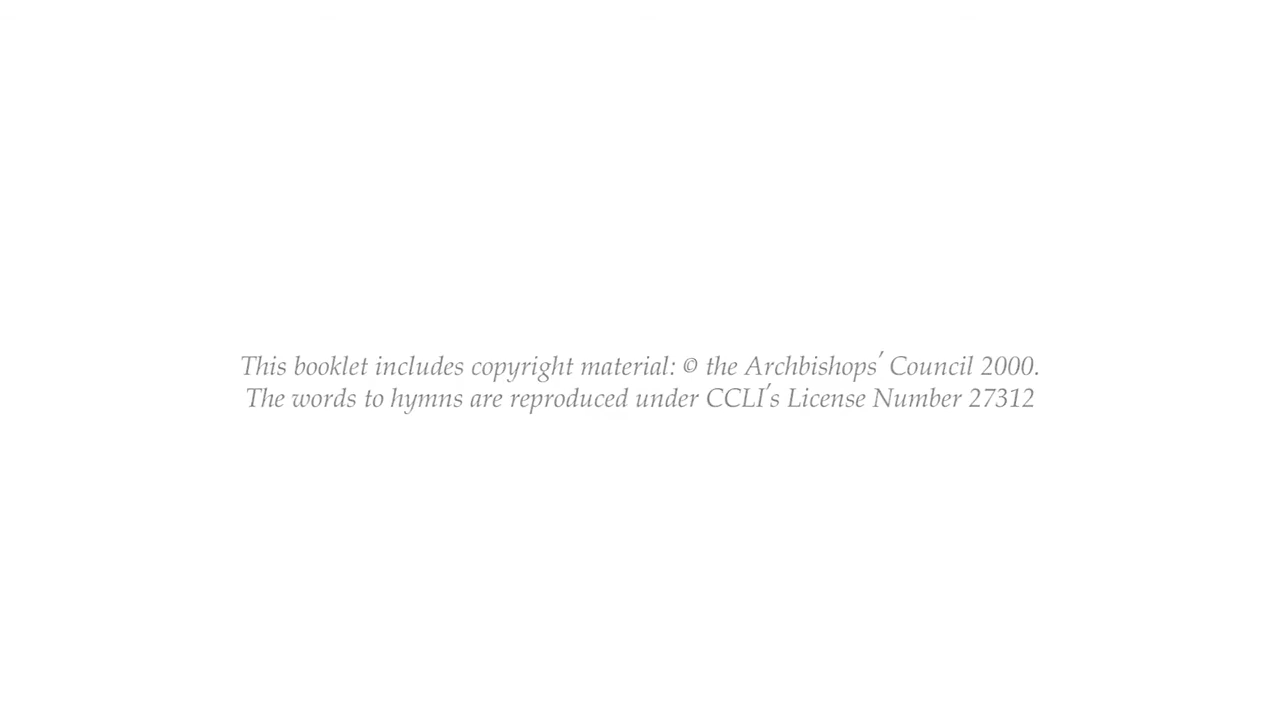 This booklet includes copyright material: © the Archbishops' Council 2000.
The words to hymns are reproduced under CCLI's License Number 27312